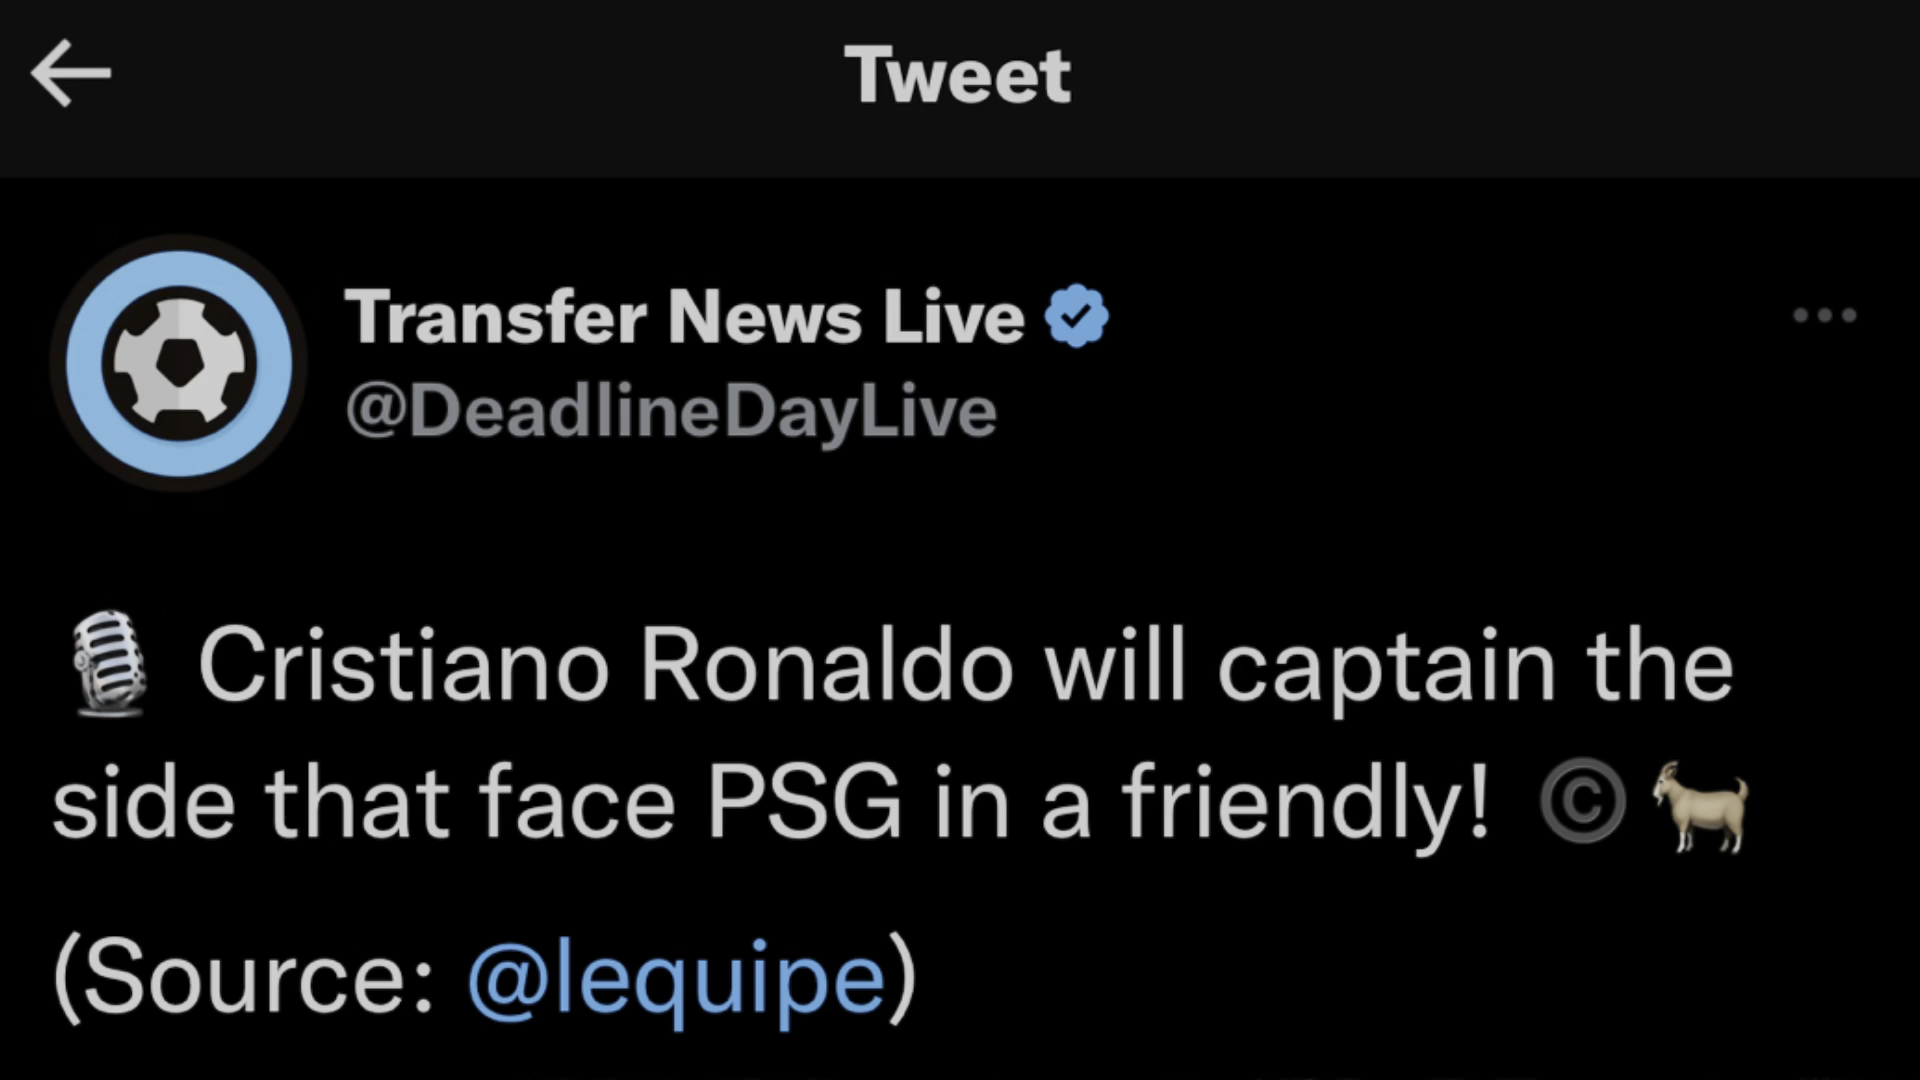 Tweet
Transfer News Live
@DeadlineDayLive
🎙️ Cristiano Ronaldo will captain the
side that face PSG in a friendly! ©️🐐
(Source: @lequipe)